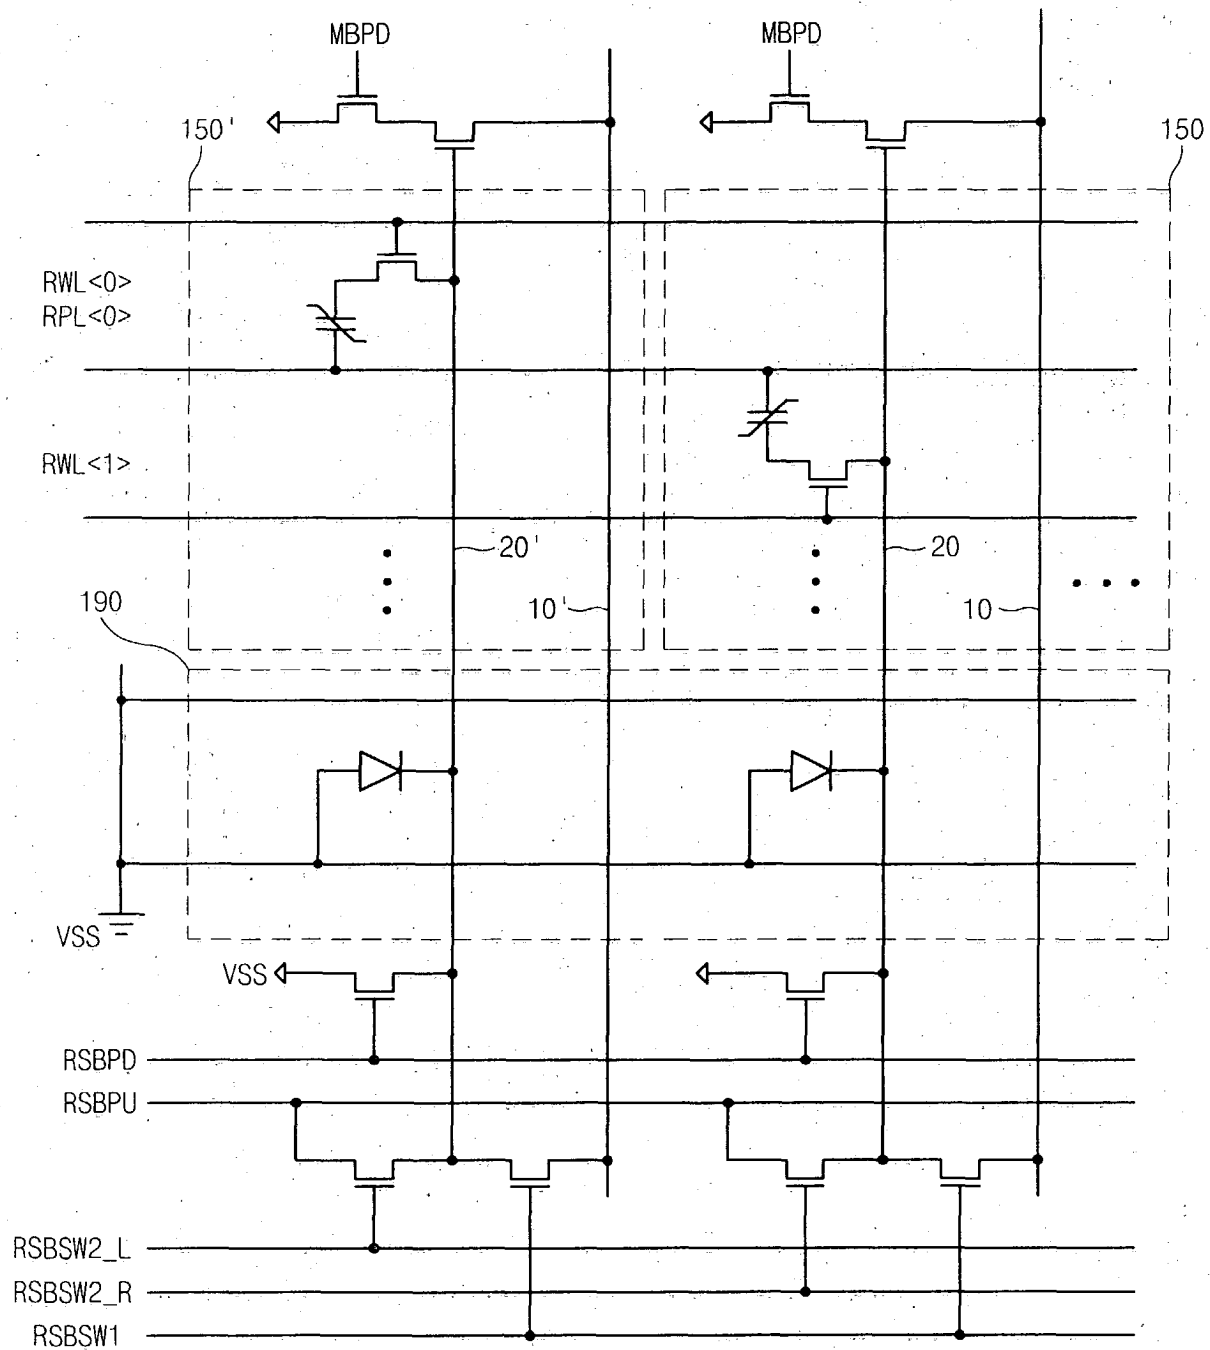 MBPD
MBPD
150'
150
RWL<0>
RPL<0>
RWL<1>
20'
20
10'
10
190
VSS
VSS
RSBPD
RSBPU
RSBSW2_L
RSBSW2_R
RSBSW1